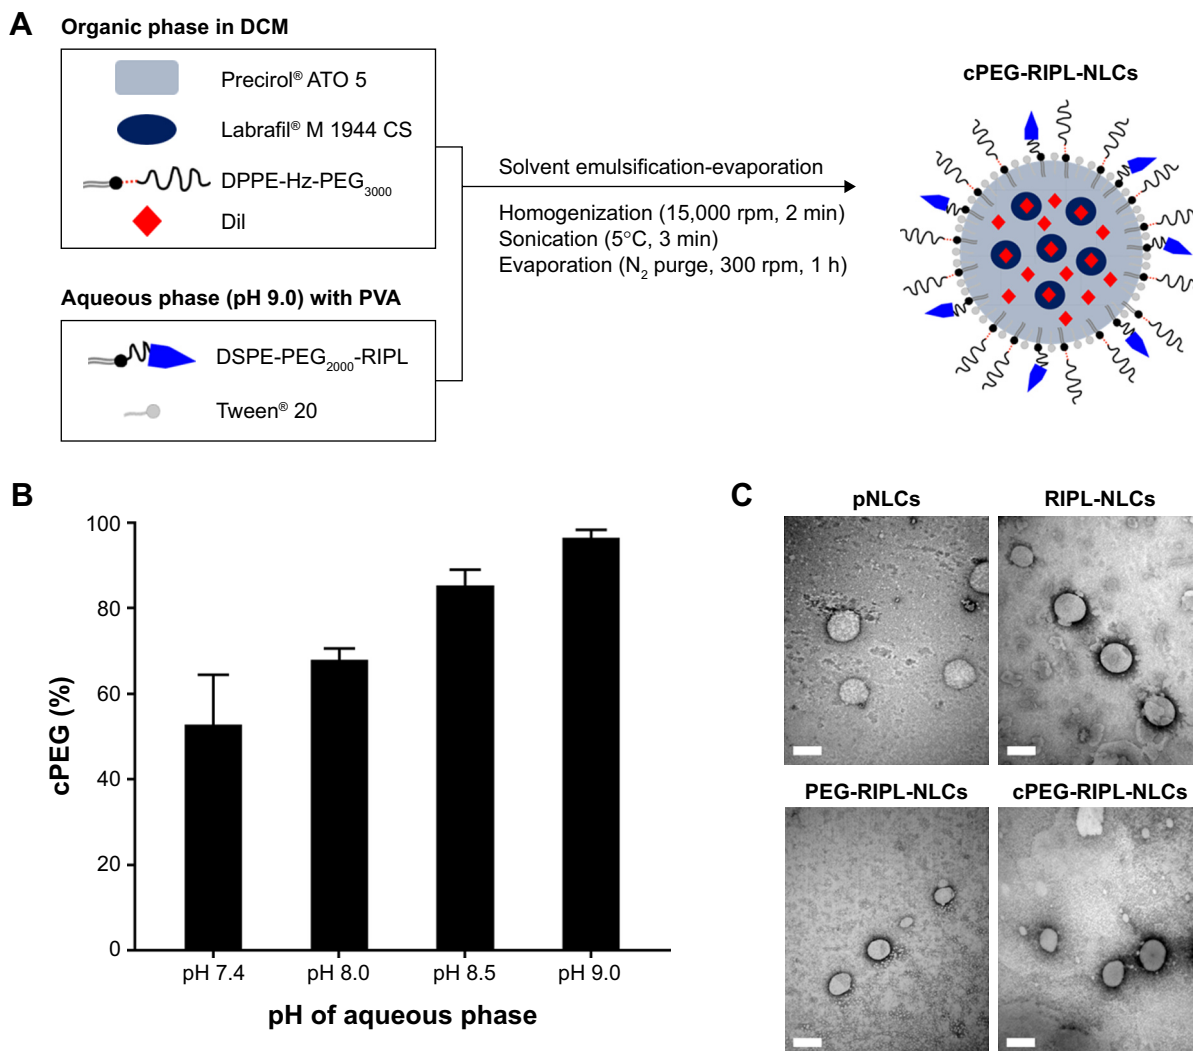 A
Organic phase in DCM
Precirol® ATO 5
Labrafil® M 1944 CS
DPPE-Hz-PEG3000
Dil
Aqueous phase (pH 9.0) with PVA
DSPE-PEG2000-RIPL
Tween® 20
Solvent emulsification-evaporation
Homogenization (15,000 rpm, 2 min)
Sonication (5°C, 3 min)
Evaporation (N2 purge, 300 rpm, 1 h)
cPEG-RIPL-NLCs
B
cPEG (%)
100
80
60
40
20
0
pH 7.4 pH 8.0 pH 8.5 pH 9.0
pH of aqueous phase
C
pNLCs RIPL-NLCs
PEG-RIPL-NLCs cPEG-RIPL-NLCs